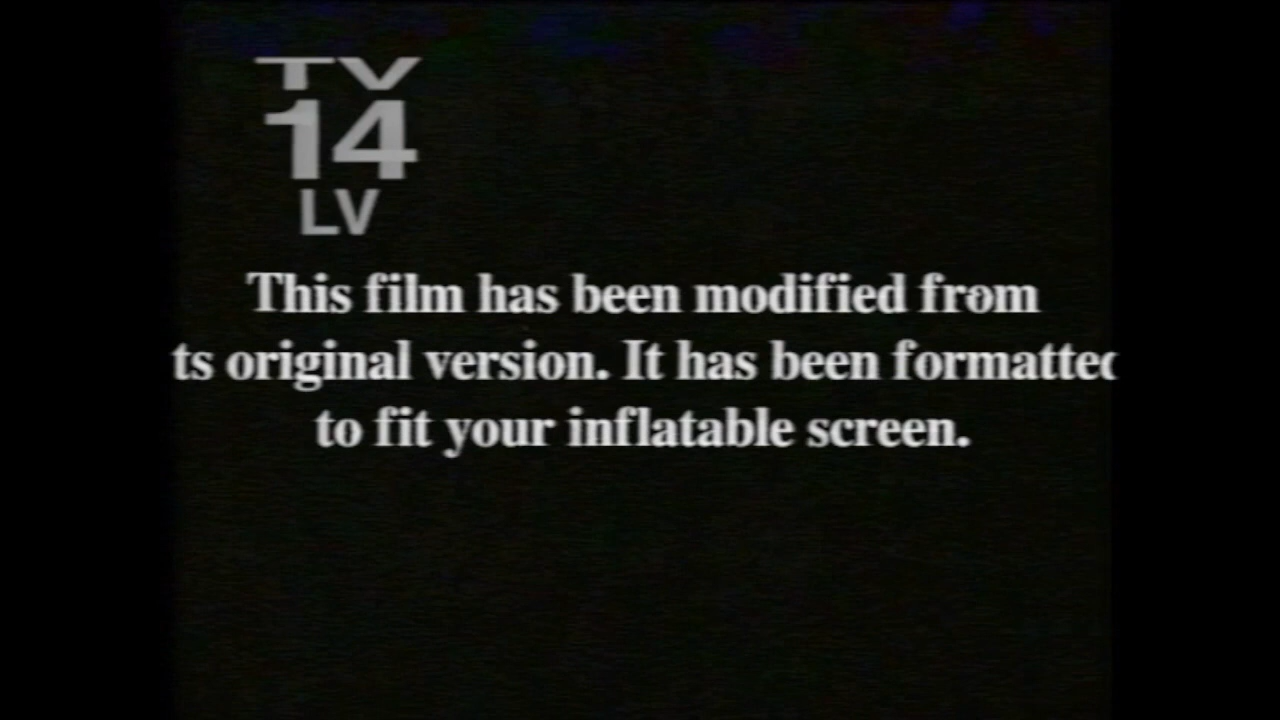 TV
14
LV
This film has been modified from
ts original version. It has been formatted
to fit your inflatable screen.